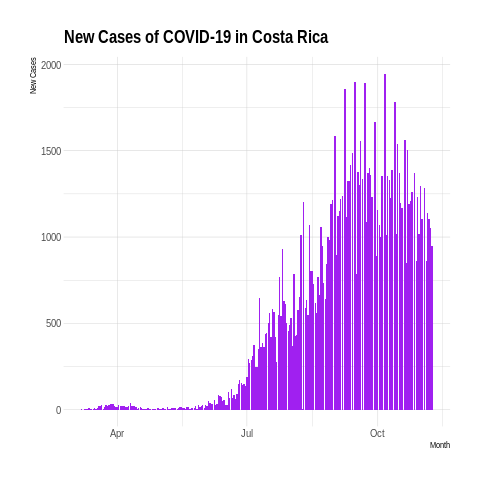 New Cases of COVID-19 in Costa Rica
New Cases
2000
1500
1000
500
0
Apr
Jul
Oct
Month